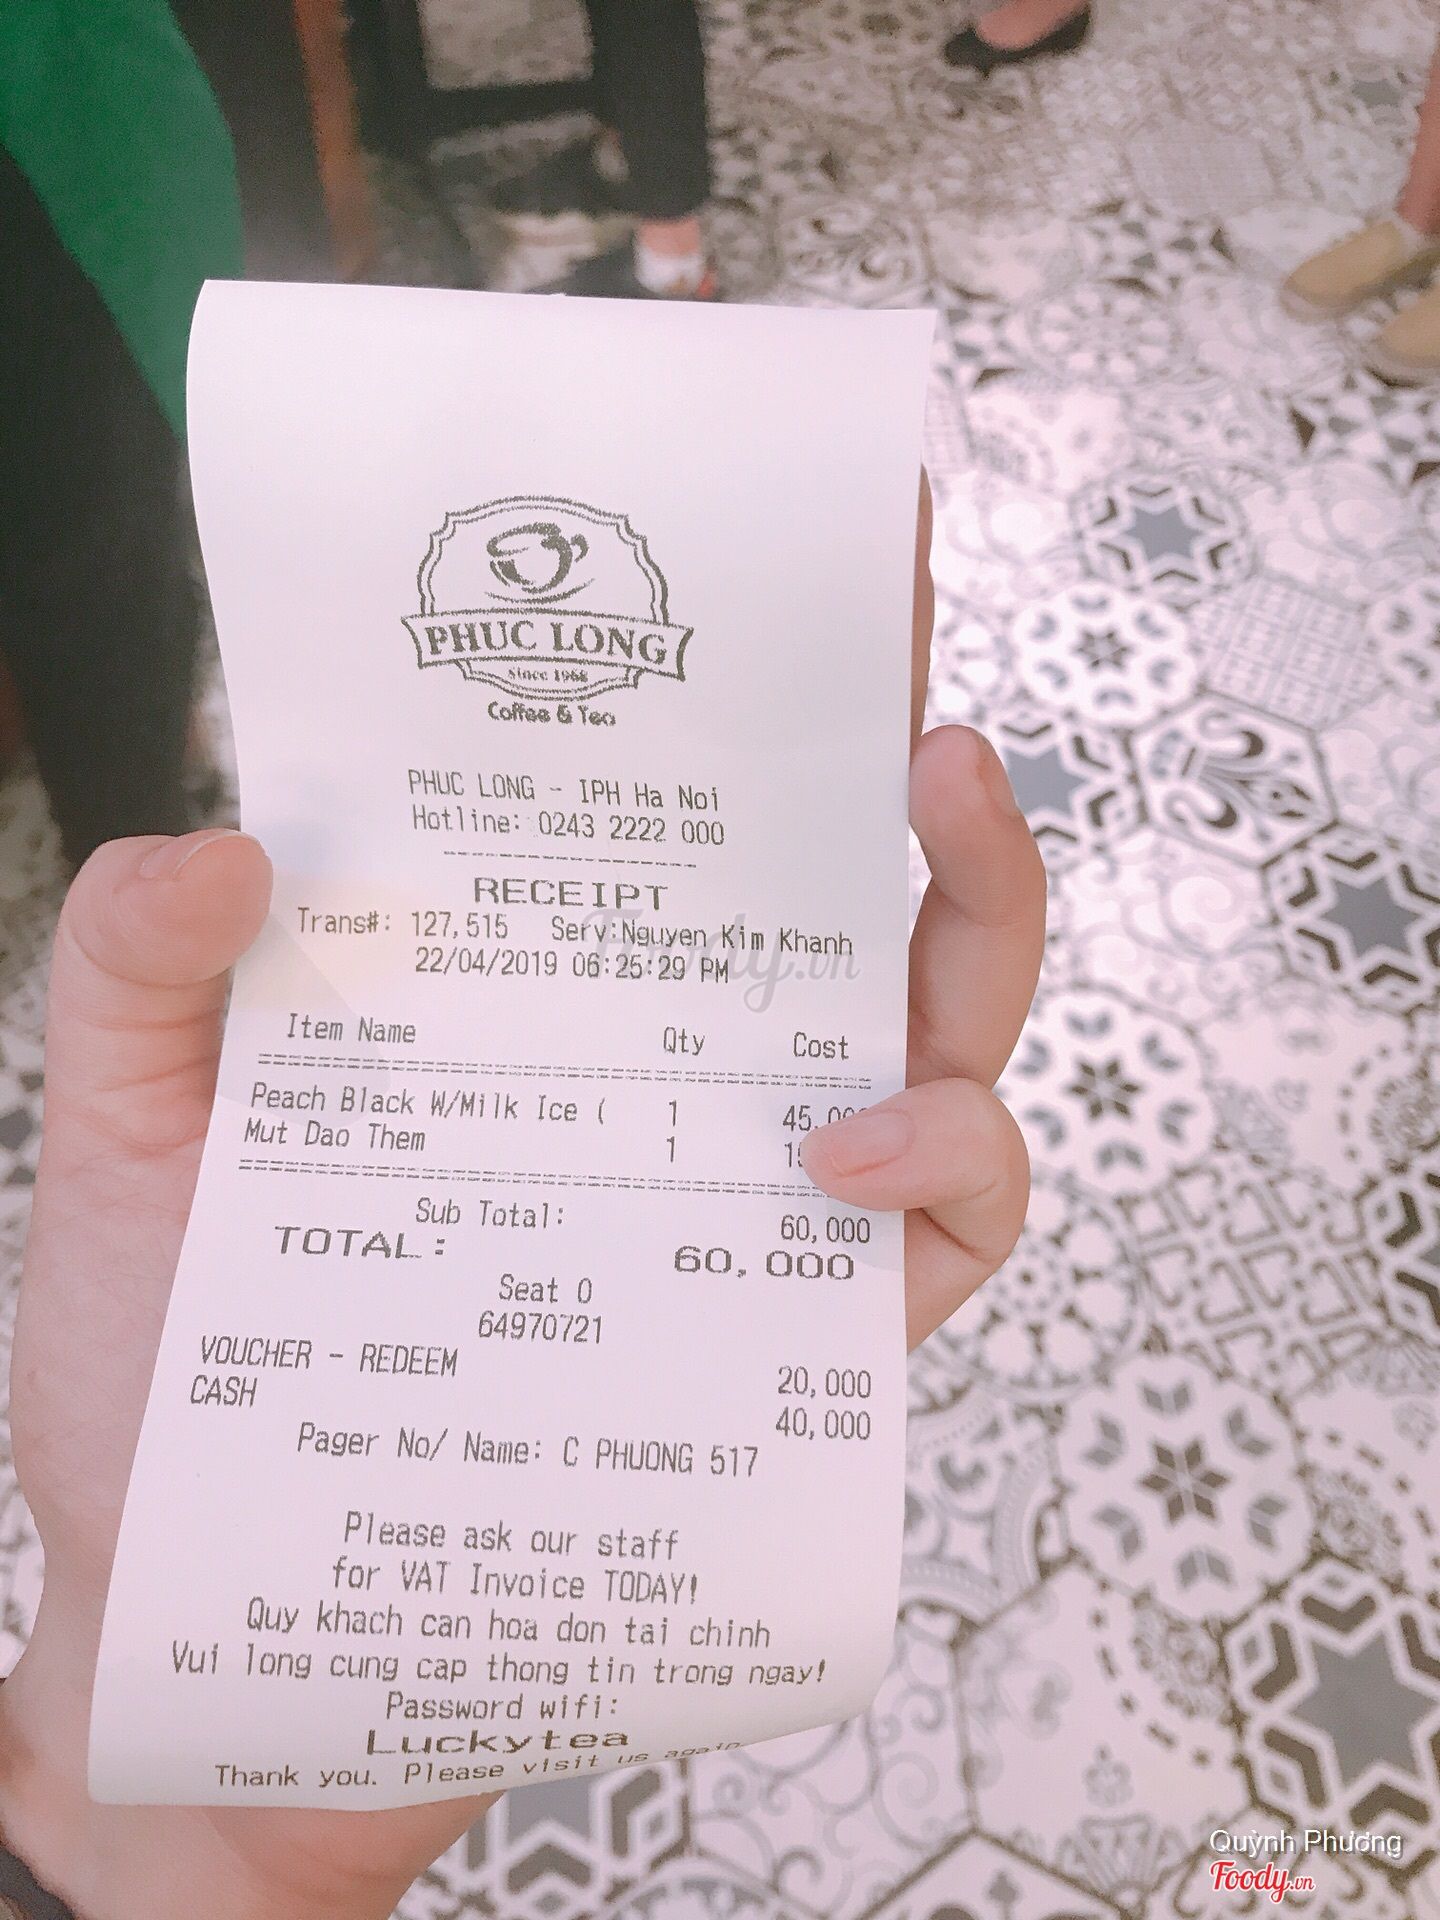 PHUC LONG
Since 1968
Coffee & Tea
PHUC LONG - IPH Ha Noi
Hotline: 0243 2222 000
RECEIPT
Trans#: 127,515 Serv:Nguyen Kim Khanh
22/04/2019 06:25:29 PM
Item Name Qty Cost
Peach Black W/Milk Ice ( 1
Mut Dao Them 1
Sub Total: 60,000
TOTAL: 60,000
Seat 0
64970721
VOUCHER - REDEEM 20,000
CASH 40,000
Pager No/ Name: C PHUONG 517
Please ask our staff
for VAT Invoice TODAY!
Quy khach can hoa don tai chinh
Vui long cung cap thong tin trong ngay!
Password wifi:
Luckytea
Thank you. Please visit us again
Foody.vn
Quỳnh Phương
Foody.vn